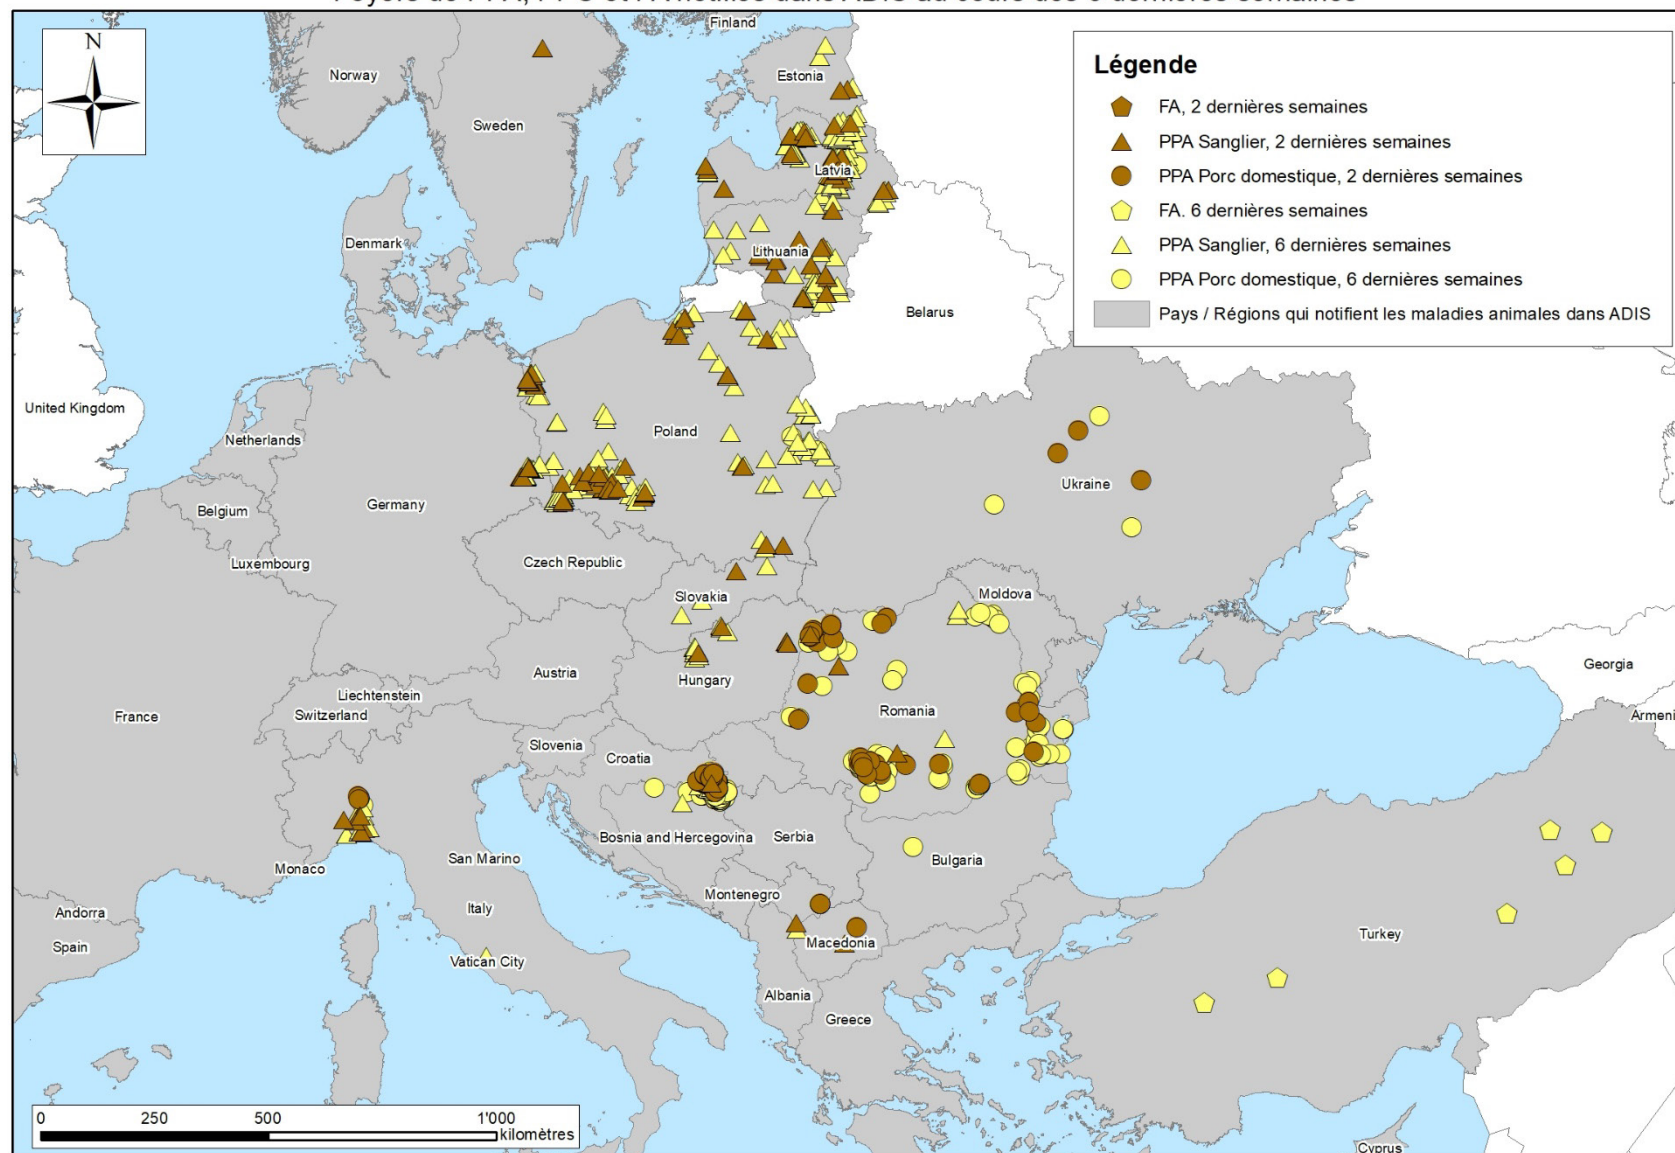 Finland
N
Norway
Estonia
Sweden
Latvia
Denmark
Lithuania
Belarus
United Kingdom
Netherlands
Poland
Ukraine
Germany
Belgium
Czech Republic
Luxembourg
Slovakia
Moldova
Austria
Hungary
Georgia
Liechtenstein
Switzerland
France
Romania
Armeni
Slovenia
Croatia
Bosnia and Hercegovina
Serbia
San Marino
Bulgaria
Monaco
Montenegro
Andorra
Italy
Turkey
Macedonia
Spain
Vatican City
Albania
Greece
Cyprus
Légende
FA, 2 dernières semaines
PPA Sanglier, 2 dernières semaines
PPA Porc domestique, 2 dernières semaines
FA. 6 dernières semaines
PPA Sanglier, 6 dernières semaines
PPA Porc domestique, 6 dernières semaines
Pays / Régions qui notifient les maladies animales dans ADIS
0 250 500 1'000
kilomètres